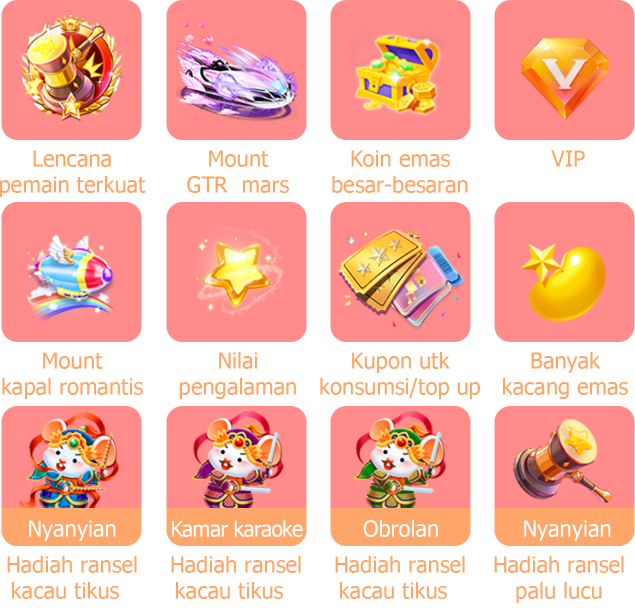 Lencana
pemain terkuat
Mount
GTR mars
Koin emas
besar-besaran
V
VIP
Mount
kapal romantis
Nilai
pengalaman
Kupon utk
konsumsi/top up
Banyak
kacang emas
Nyanyian
Hadiah ransel
kacau tikus
Kamar karaoke
Hadiah ransel
kacau tikus
Obrolan
Hadiah ransel
kacau tikus
Nyanyian
Hadiah ransel
palu lucu